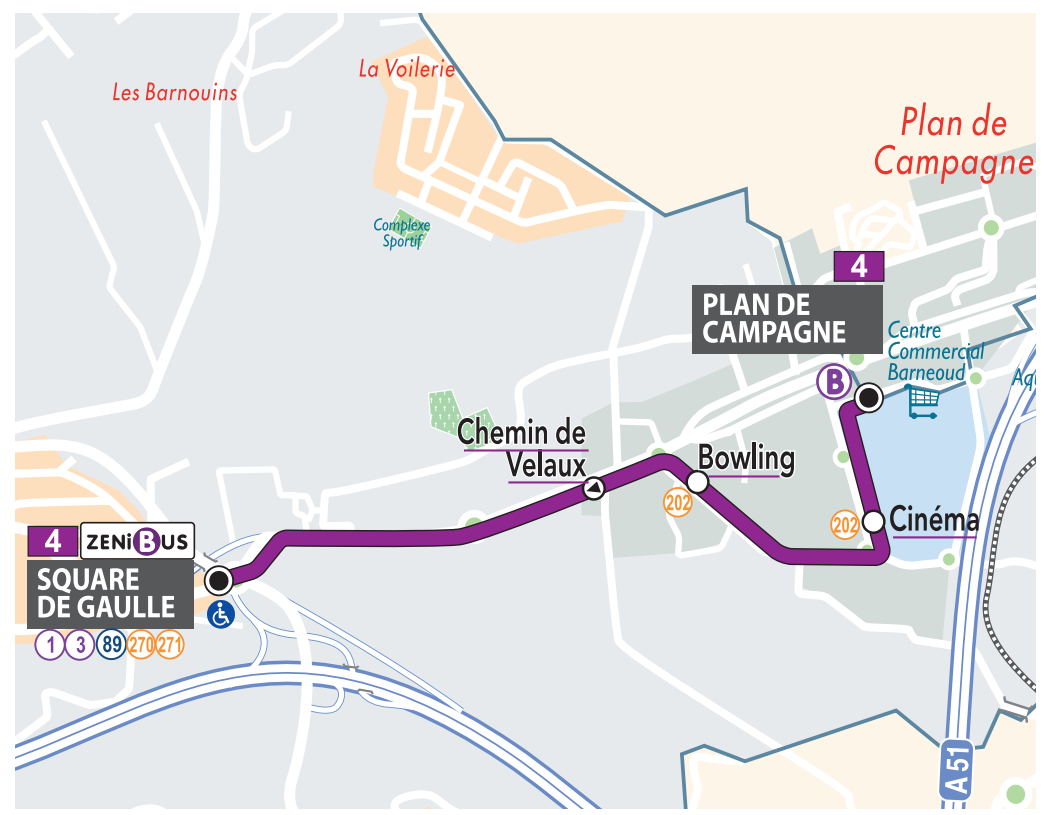 La Voilerie
Les Barnouins
Plan de
Campagne
Complexe
Sportif
4
PLAN DE
CAMPAGNE
Centre
Commercial
Barneoud
B
Chemin de
Velaux
Bowling
202
202
Cinéma
4 ZENiBUS
SQUARE
DE GAULLE
1 3 89 270 271
A 51